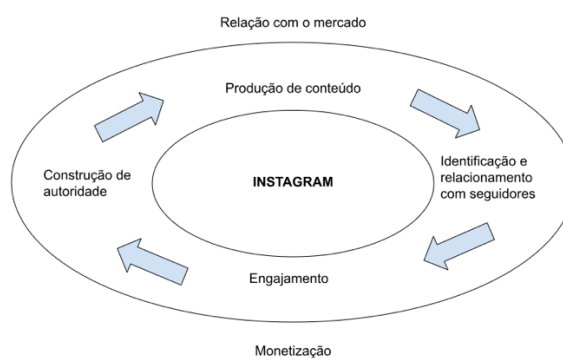 Relação com o mercado
Produção de conteúdo
Construção de
autoridade
INSTAGRAM
Identificação e
relacionamento
com seguidores
Engajamento
Monetização